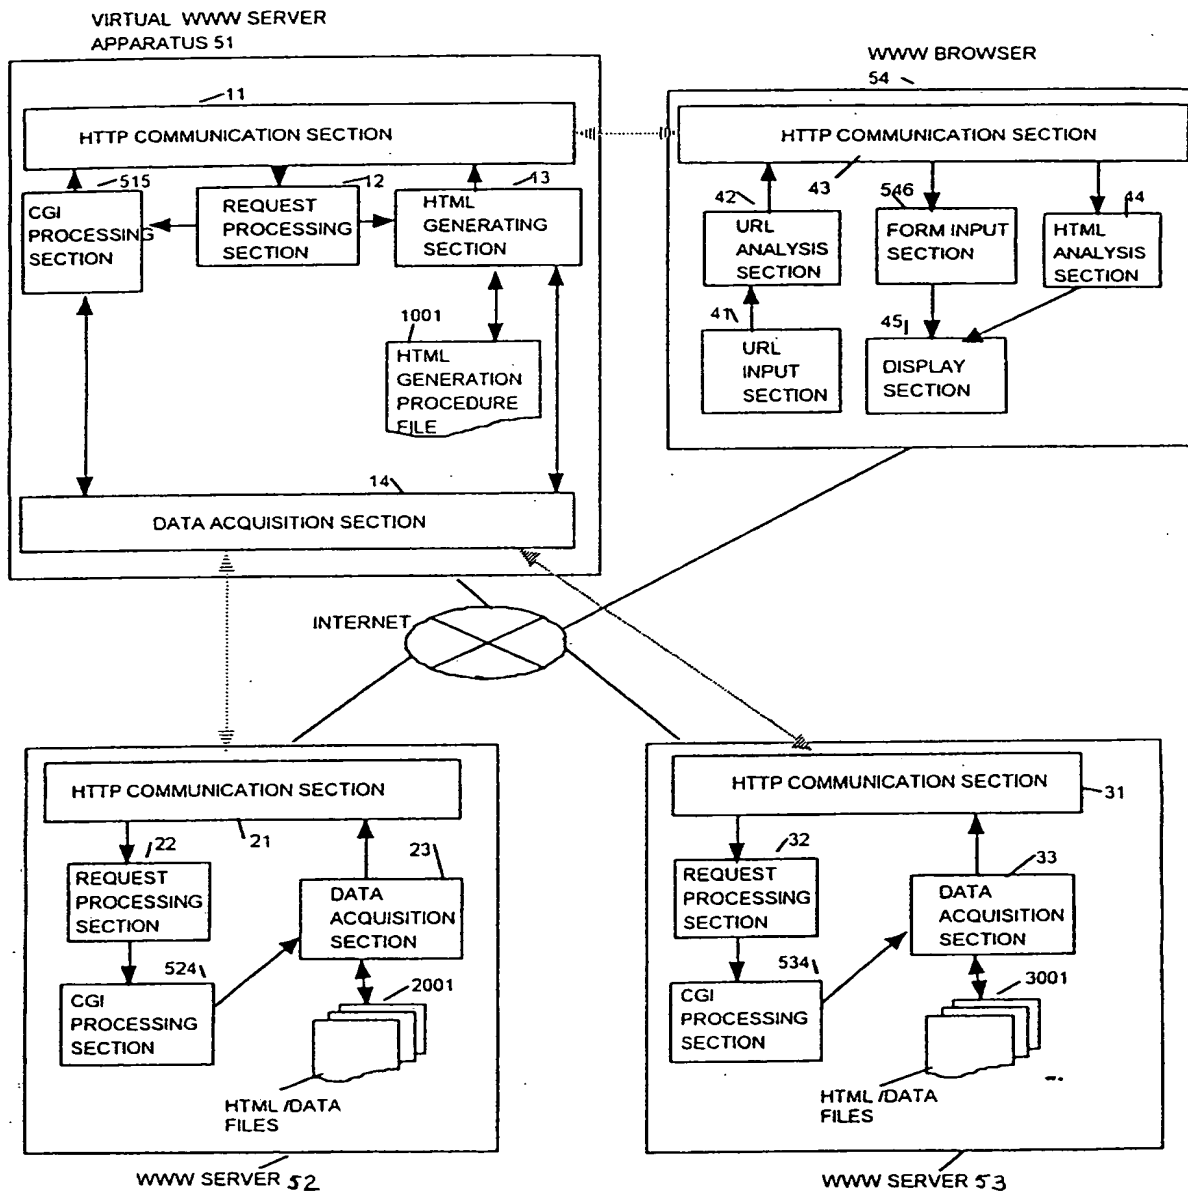 VIRTUAL WWW SERVER
APPARATUS 51
11
HTTP COMMUNICATION SECTION
515
CGI
PROCESSING
SECTION
12
REQUEST
PROCESSING
SECTION
13
HTML
GENERATING
SECTION
1001
HTML
GENERATION
PROCEDURE
FILE
14
DATA ACQUISITION SECTION
WWW BROWSER
54
HTTP COMMUNICATION SECTION
43
42
URL
ANALYSIS
SECTION
546
FORM INPUT
SECTION
44
HTML
ANALYSIS
SECTION
41
URL
INPUT
SECTION
45
DISPLAY
SECTION
INTERNET
HTTP COMMUNICATION SECTION
21
22
REQUEST
PROCESSING
SECTION
23
DATA
ACQUISITION
SECTION
524
CGI
PROCESSING
SECTION
2001
HTML /DATA
FILES
WWW SERVER 52
HTTP COMMUNICATION SECTION
31
32
REQUEST
PROCESSING
SECTION
33
DATA
ACQUISITION
SECTION
534
CGI
PROCESSING
SECTION
3001
HTML /DATA
FILES
WWW SERVER 53